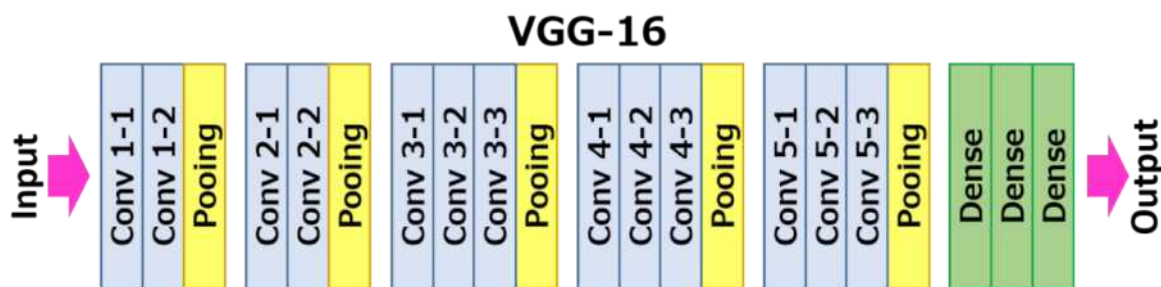 VGG-16
Input
Conv 1-1
Conv 1-2
Pooing
Conv 2-1
Conv 2-2
Pooing
Conv 3-1
Conv 3-2
Conv 3-3
Pooing
Conv 4-1
Conv 4-2
Conv 4-3
Pooing
Conv 5-1
Conv 5-2
Conv 5-3
Pooing
Dense
Dense
Dense
Output